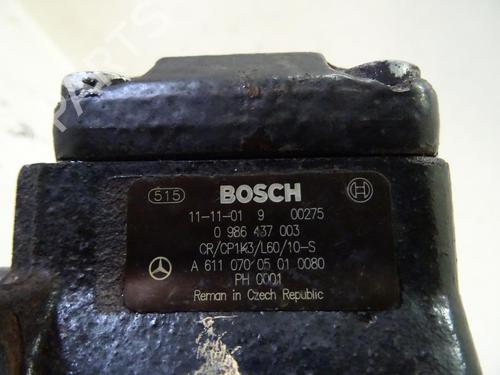 515 BOSCH
11-11-01 9 00275
0 986 437 003
CR/CP1K3/L60/10-S
A 611 070 05 01 0080
PH 0001
Reman in Czech Republic